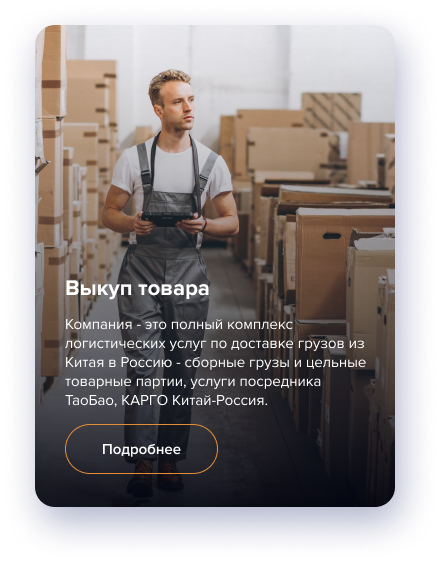 Выкуп товара
Компания - это полный комплекс
логистических услуг по доставке грузов из
Китая в Россию - сборные грузы и цельные
товарные партии, услуги посредника
ТаоБао, КАРГО Китай-Россия.
Подробнее